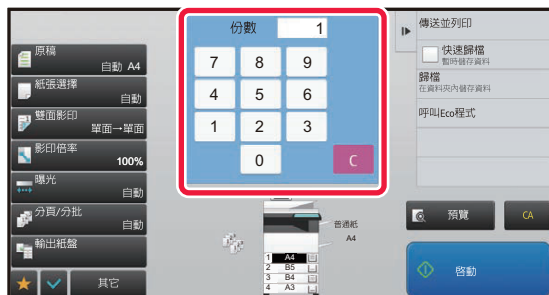 原稿
自動 A4
紙張選擇
自動
雙面影印
單面→單面
影印倍率
100%
曝光
自動
分頁/分批
自動
輸出紙盤
其它
份數 1
7 8 9
4 5 6
1 2 3
0 C
普通紙
A4
1 A4
2 B5
3 B4
4 A3
傳送並列印
快速歸檔
暫時儲存資料
歸檔
在資料夾內儲存資料
呼叫Eco程式
預覽 CA
啓動